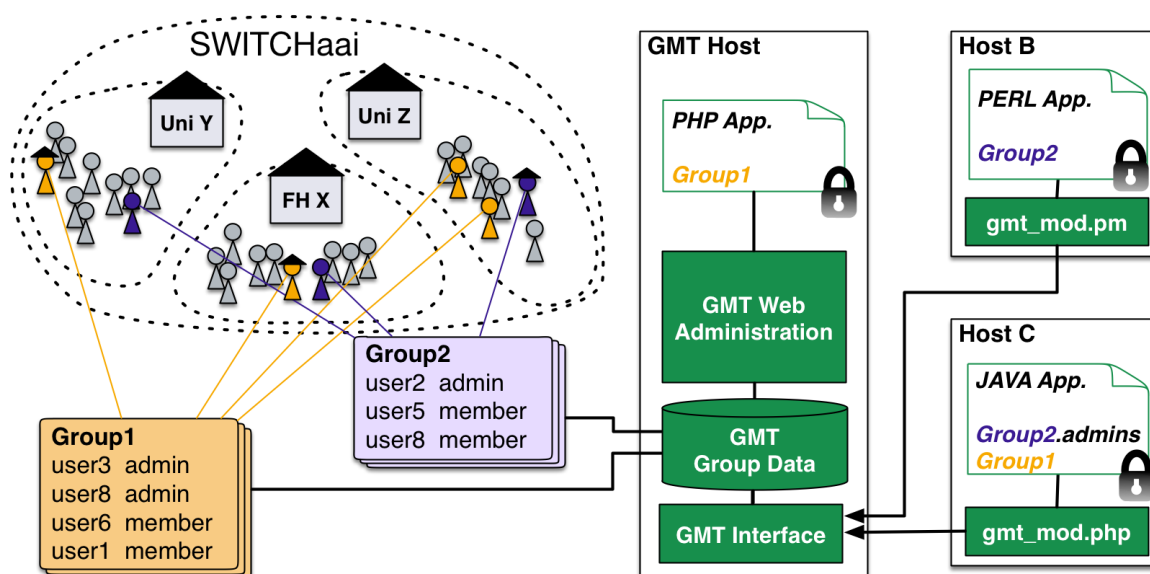 SWITCHaai
Uni Y
Uni Z
FH X
Group2
user2 admin
user5 member
user8 member
Group1
user3 admin
user8 admin
user6 member
user1 member
GMT Host
PHP App.
Group1
GMT Web
Administration
GMT
Group Data
GMT Interface
Host B
PERL App.
Group2
gmt_mod.pm
Host C
JAVA App.
Group2.admins
Group1
gmt_mod.php